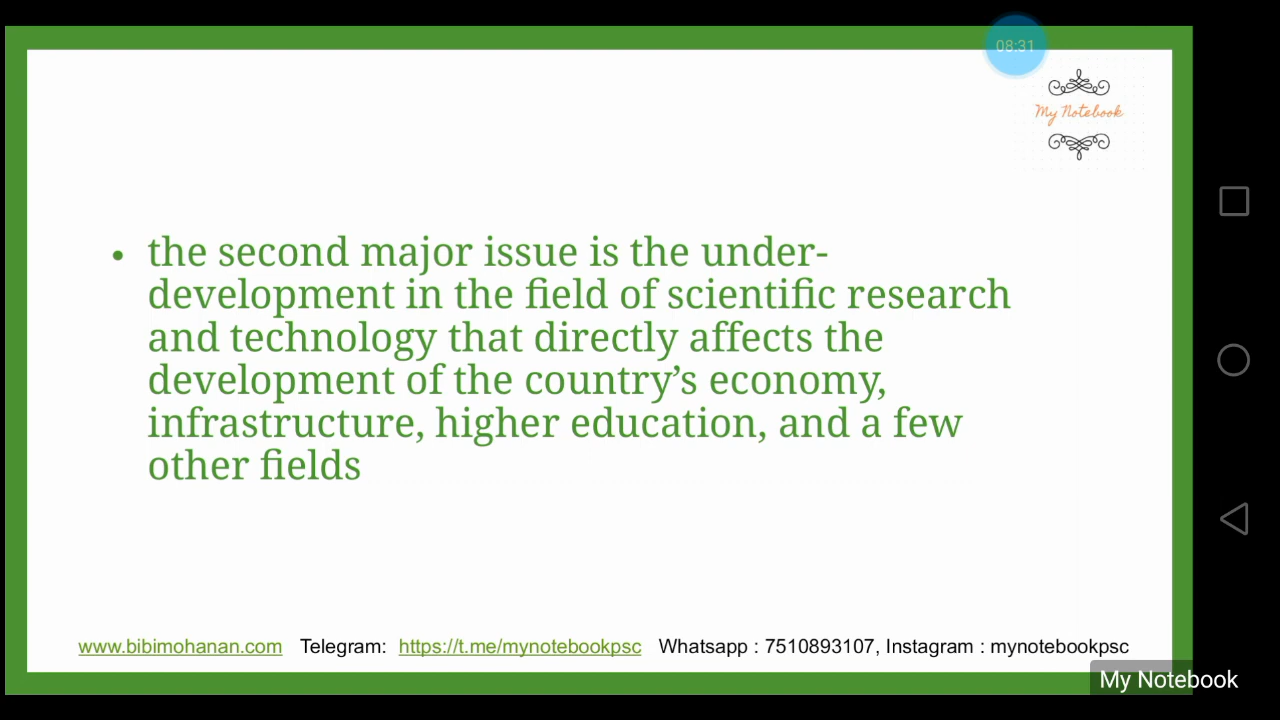 08:31
My Notebook
• the second major issue is the under-
development in the field of scientific research
and technology that directly affects the
development of the country’s economy,
infrastructure, higher education, and a few
other fields
www.bibimohanan.com Telegram: https://t.me/mynotebookpsc Whatsapp : 7510893107, Instagram : mynotebookpsc
My Notebook